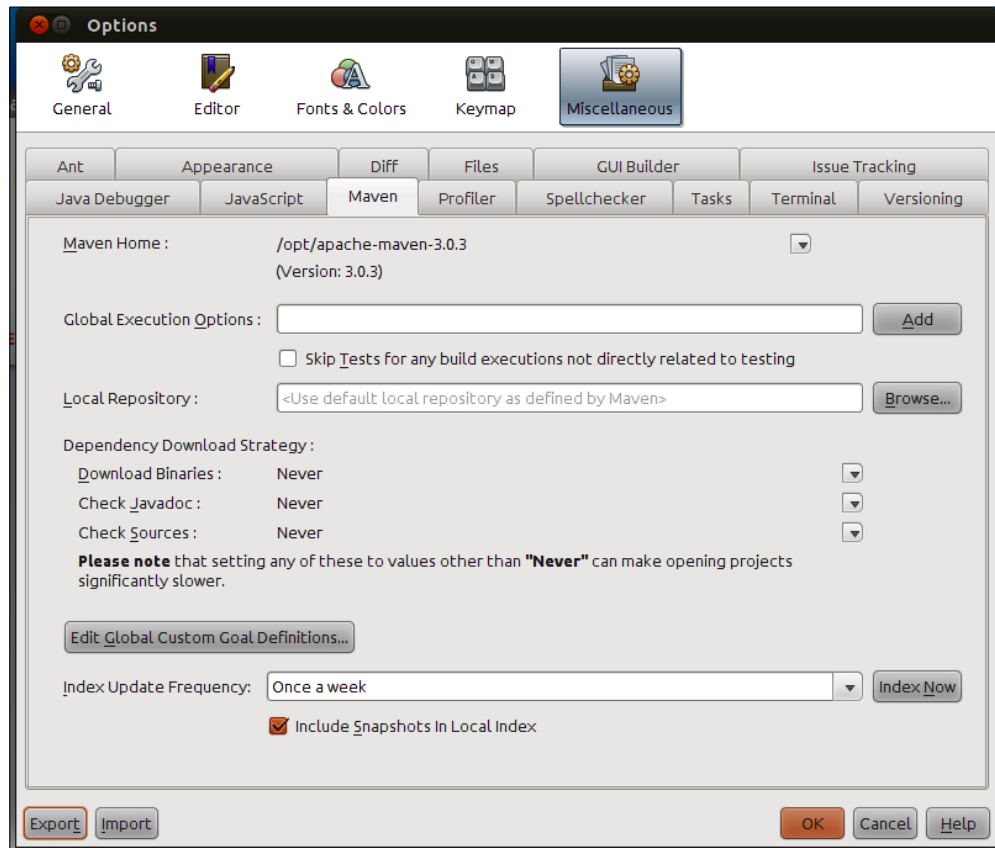 Options
General
Editor
Fonts & Colors
Keymap
Miscellaneous
Ant
Appearance
Diff
Files
GUI Builder
Issue Tracking
Java Debugger
JavaScript
Maven
Profiler
Spellchecker
Tasks
Terminal
Versioning
Maven Home :
/opt/apache-maven-3.0.3
(Version: 3.0.3)
Global Execution Options :
Add
Skip Tests for any build executions not directly related to testing
Local Repository :
<Use default local repository as defined by Maven>
Browse...
Dependency Download Strategy :
Download Binaries :
Never
Check Javadoc :
Never
Check Sources :
Never
Please note that setting any of these to values other than "Never" can make opening projects
significantly slower.
Edit Global Custom Goal Definitions...
Index Update Frequency:
Once a week
Index Now
Include Snapshots In Local Index
Export
Import
OK
Cancel
Help